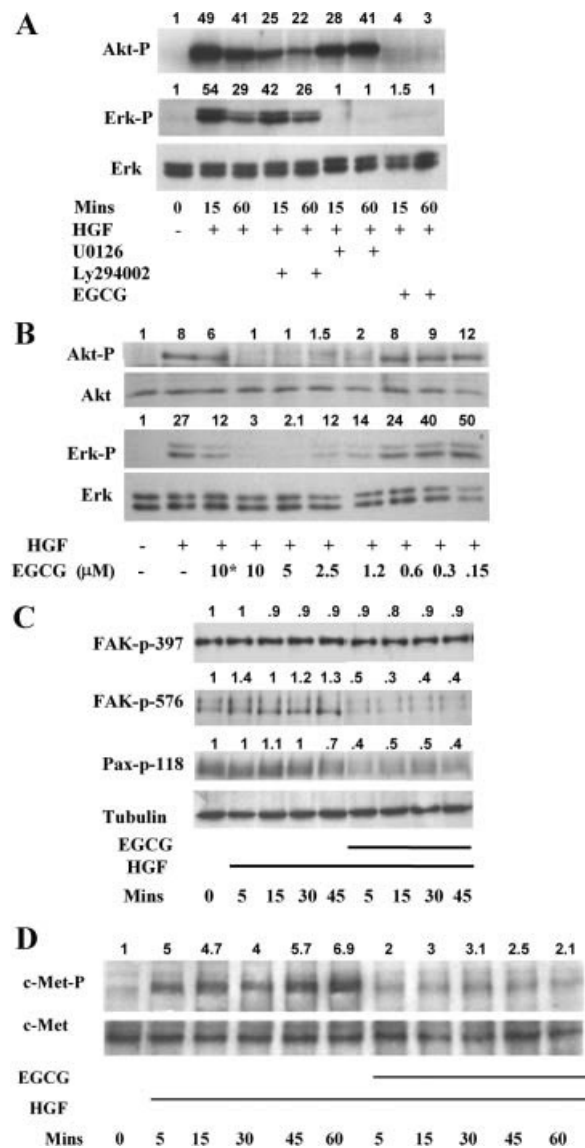 A
1 49 41 25 22 28 41 4 3
Akt-P
1 54 29 42 26 1 1 1.5 1
Erk-P
Erk
Mins 0 15 60 15 60 15 60 15 60
HGF - + + + + + + + +
U0126 + +
Ly294002 + +
EGCG + +
B
1 8 6 1 1 1.5 2 8 9 12
Akt-P
Akt
1 27 12 3 2.1 12 14 24 40 50
Erk-P
Erk
HGF - + + + + + + + + +
EGCG (µM) - - 10* 10 5 2.5 1.2 0.6 0.3 .15
C
1 1 .9 .9 .9 .9 .8 .9 .9
FAK-p-397
1 1.4 1 1.2 1.3 .5 .3 .4 .4
FAK-p-576
1 1 1.1 1 .7 .4 .5 .5 .4
Pax-p-118
Tubulin
EGCG
HGF
Mins 0 5 15 30 45 5 15 30 45
D
1 5 4.7 4 5.7 6.9 2 3 3.1 2.5 2.1
c-Met-P
c-Met
EGCG
HGF
Mins 0 5 15 30 45 60 5 15 30 45 60